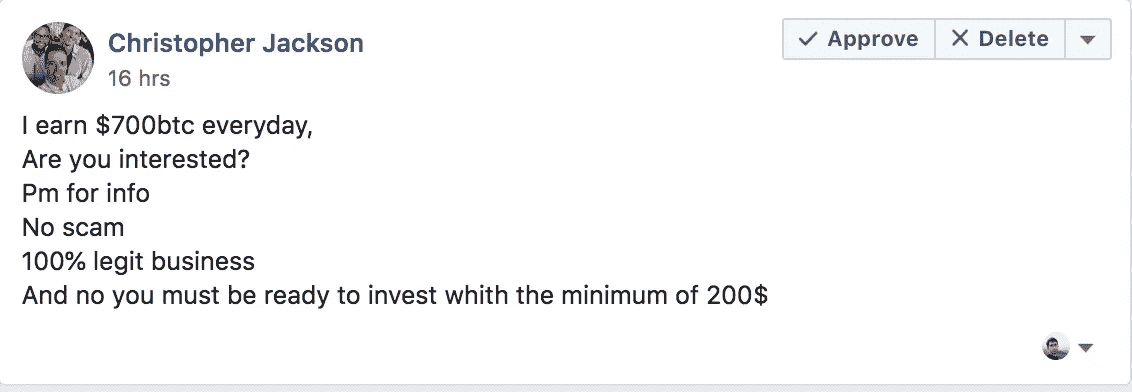 Christopher Jackson
16 hrs
Approve
Delete
I earn $700btc everyday,
Are you interested?
Pm for info
No scam
100% legit business
And no you must be ready to invest whith the minimum of 200$